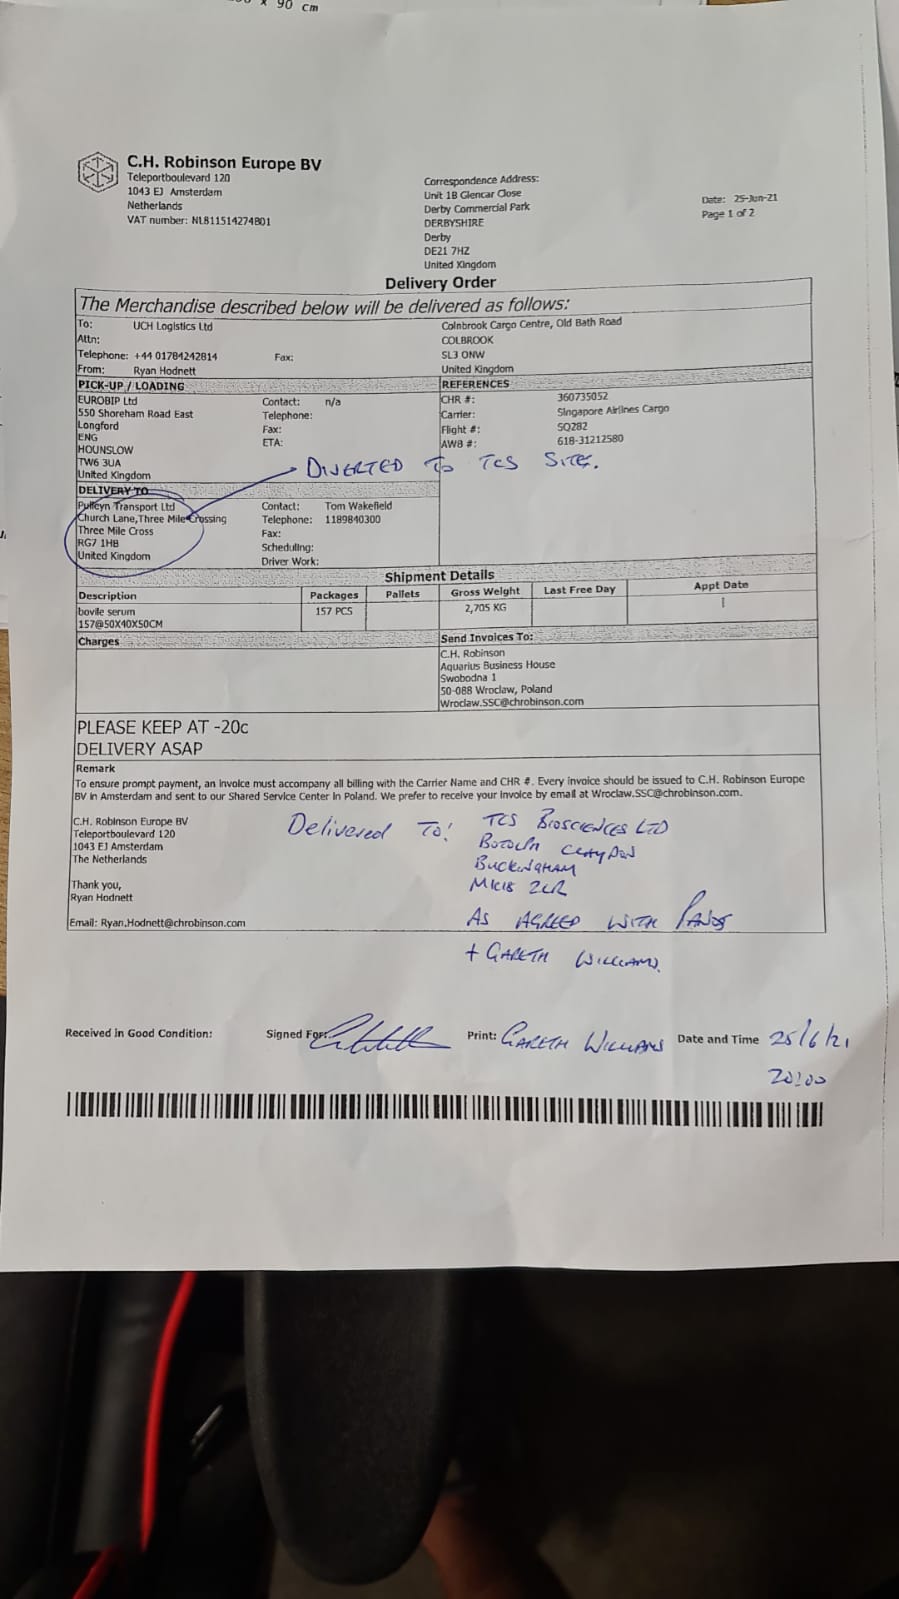 x 90 cm
C.H. Robinson Europe BV
Teleportboulevard 120
1043 EJ Amsterdam
Netherlands
VAT number: NL811514274B01
Correspondence Address:
Unit 1B Glencar Close
Derby Commercial Park
DERBYSHIRE
Derby
DE21 7HZ
United Kingdom
Date: 25-Jun-21
Page 1 of 2
Delivery Order
The Merchandise described below will be delivered as follows:
To: UCH Logistics Ltd
Attn:
Telephone: +44 01784242814 Fax:
From: Ryan Hodnett
Colnbrook Cargo Centre, Old Bath Road
COLBROOK
SL3 0NW
United Kingdom
PICK-UP / LOADING
EUROBIP Ltd
550 Shoreham Road East
Longford
ENG
HOUNSLOW
TW6 3UA
United Kingdom
Contact: n/a
Telephone:
Fax:
ETA:
REFERENCES
CHR #: 360735052
Carrier: Singapore Airlines Cargo
Flight #: SQ282
AWB #: 618-31212580
DIVERTED TO TCS SITE.
DELIVERY TO
Pulleyn Transport Ltd
Church Lane,Three Mile Crossing
Three Mile Cross
RG7 1HB
United Kingdom
Contact: Tom Wakefield
Telephone: 1189840300
Fax:
Scheduling:
Driver Work:
Shipment Details
Description Packages Pallets Gross Weight Last Free Day Appt Date
bovile serum 157 PCS 2,705 KG
157@50X40X50CM
Charges
Send Invoices To:
C.H. Robinson
Aquarius Business House
Swobodna 1
50-088 Wroclaw, Poland
Wroclaw.SSC@chrobinson.com
PLEASE KEEP AT -20c
DELIVERY ASAP
Remark
To ensure prompt payment, an invoice must accompany all billing with the Carrier Name and CHR #. Every invoice should be issued to C.H. Robinson Europe
BV in Amsterdam and sent to our Shared Service Center in Poland. We prefer to receive your invoice by email at Wroclaw.SSC@chrobinson.com.
C.H. Robinson Europe BV
Teleportboulevard 120
1043 EJ Amsterdam
The Netherlands
Thank you,
Ryan Hodnett
Email: Ryan.Hodnett@chrobinson.com
Delivered To: TCS BIOSCIENCES LTD
BOTOLPH CLAYDON
BUCKINGHAM
MK18 2LR
AS AGREED WITH
+ GARETH WILLIAMS.
Received in Good Condition:
Signed For:
Print: GARETH WILLIAMS
Date and Time 25/6/21
20:00